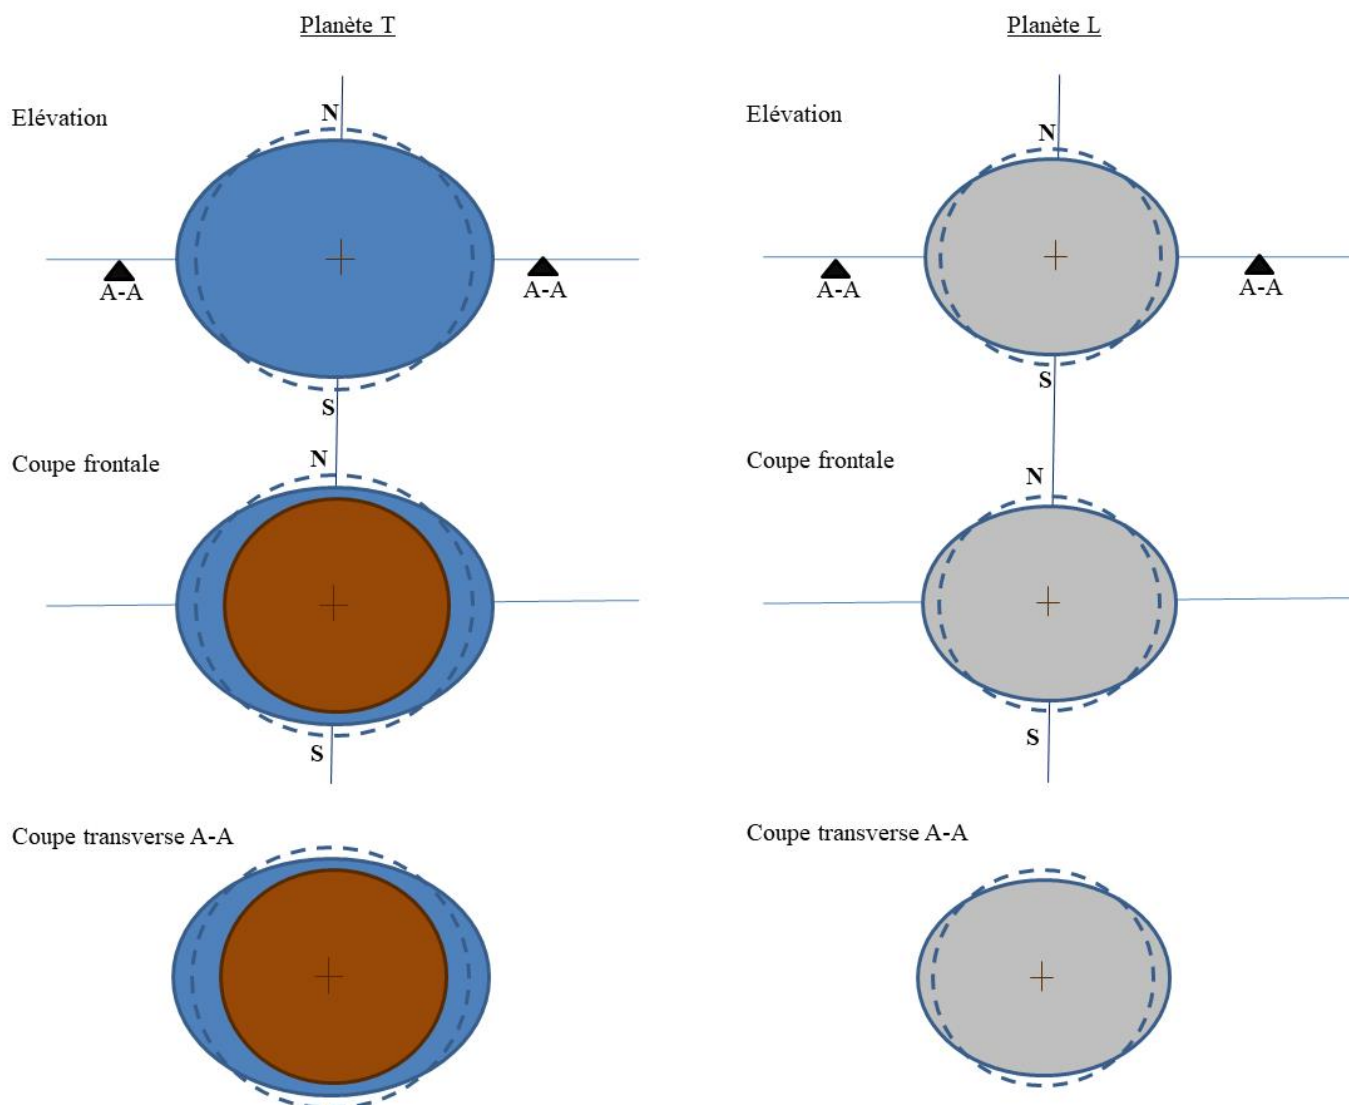 Planète T
Planète L
Elévation
N
A-A
A-A
S
Elévation
N
A-A
A-A
S
Coupe frontale
N
S
Coupe frontale
N
S
Coupe transverse A-A
Coupe transverse A-A